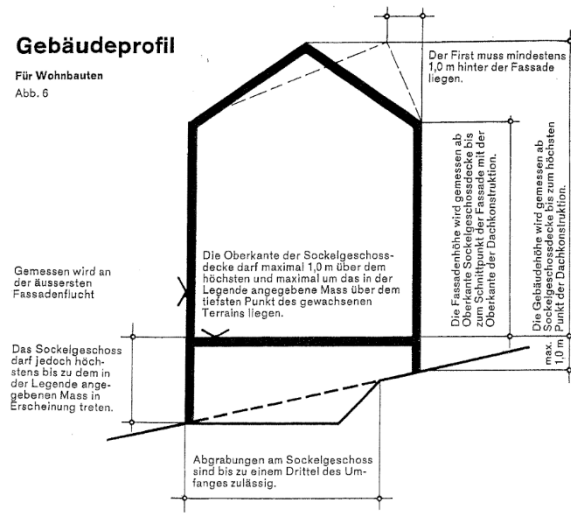 Gebäudeprofil
Für Wohnbauten
Abb. 6
Der First muss mindestens
1,0 m hinter der Fassade
liegen.
Die Fassadenhöhe wird gemessen ab
Oberkante Sockelgeschossdecke bis
zum Schnittpunkt der Fassade mit der
Oberkante der Dachkonstruktion.
Die Gebäudehöhe wird gemessen ab
Sockelgeschossdecke bis zum höchsten
Punkt der Dachkonstruktion.
Die Oberkante der Sockelgeschoss-
decke darf maximal 1,0 m über dem
höchsten und maximal um das in der
Legende angegebene Mass über dem
tiefsten Punkt des gewachsenen
Terrains liegen.
Gemessen wird an
der äussersten
Fassadenflucht
Das Sockelgeschoss
darf jedoch höch-
stens bis zu dem in
der Legende ange-
gebenen Mass in
Erscheinung treten.
max.
1,0 m
Abgrabungen am Sockelgeschoss
sind bis zu einem Drittel des Um-
fanges zulässig.